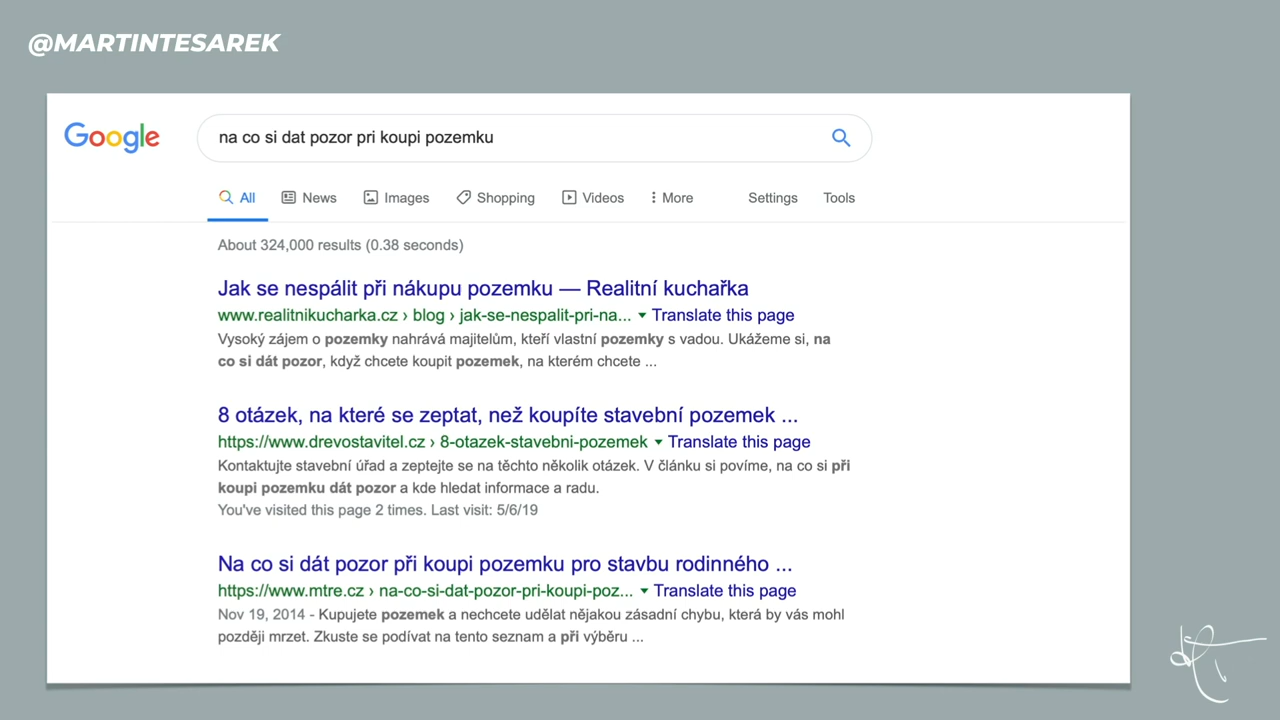 @MARTINTESAREK
Google
na co si dat pozor pri koupi pozemku
All News Images Shopping Videos More Settings Tools
About 324,000 results (0.38 seconds)
Jak se nespálit při nákupu pozemku — Realitní kuchařka
www.realitnikucharka.cz › blog › jak-se-nespalit-pri-na... Translate this page
Vysoký zájem o pozemky nahrává majitelům, kteří vlastní pozemky s vadou. Ukážeme si, na
co si dát pozor, když chcete koupit pozemek, na kterém chcete ...
8 otázek, na které se zeptat, než koupíte stavební pozemek ...
https://www.drevostavitel.cz › 8-otazek-stavebni-pozemek Translate this page
Kontaktujte stavební úřad a zeptejte se na těchto několik otázek. V článku si povíme, na co si při
koupi pozemku dát pozor a kde hledat informace a radu.
You've visited this page 2 times. Last visit: 5/6/19
Na co si dát pozor při koupi pozemku pro stavbu rodinného ...
https://www.mtre.cz › na-co-si-dat-pozor-pri-koupi-poz... Translate this page
Nov 19, 2014 - Kupujete pozemek a nechcete udělat nějakou zásadní chybu, která by vás mohl
později mrzet. Zkuste se podívat na tento seznam a při výběru ...